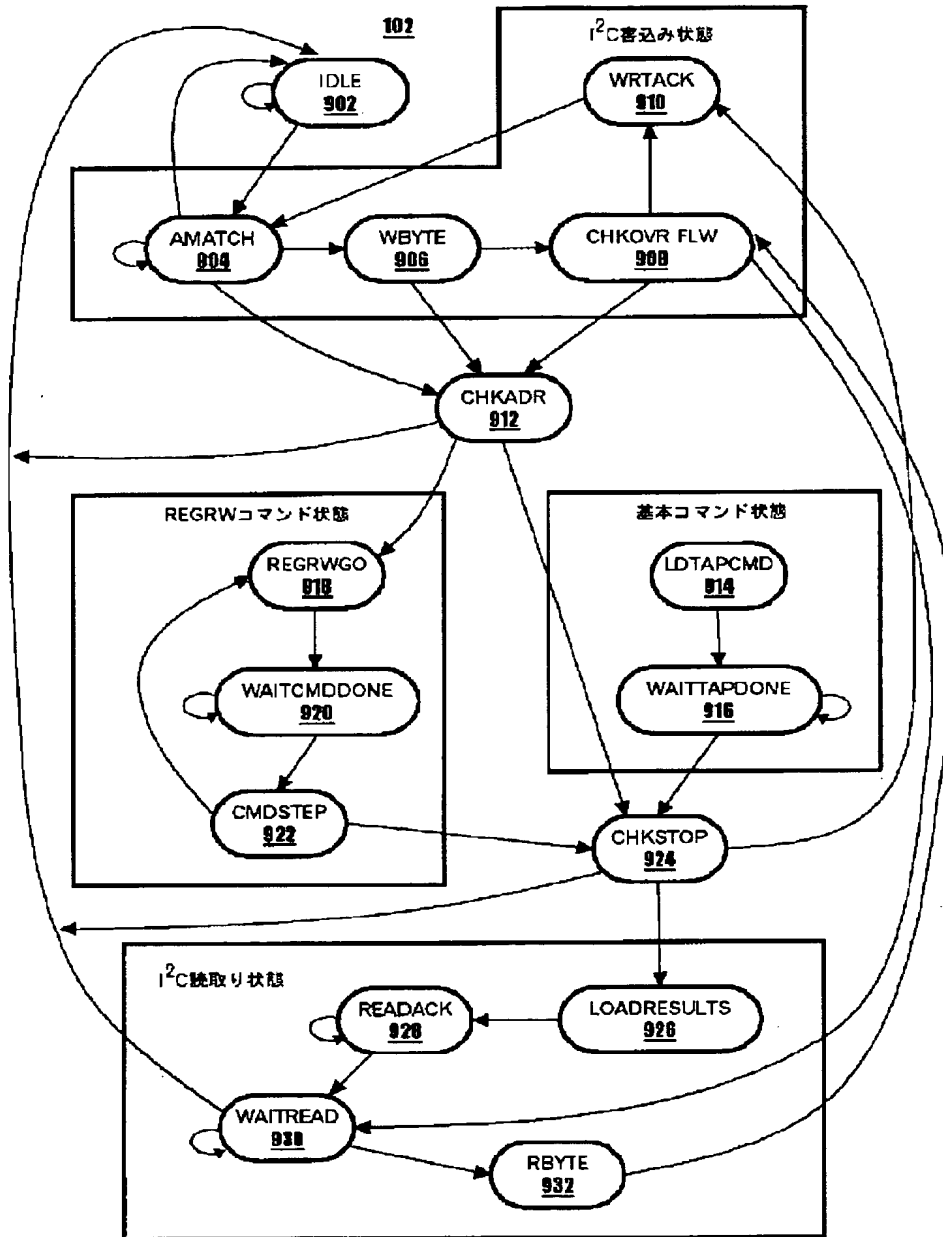 102
I²C書込み状態
IDLE
902
WRTACK
910
AMATCH
904
WBYTE
906
CHKOVR FLW
908
CHKADR
912
REGRWコマンド状態
REGRWGO
918
WAITCMDDONE
920
CMDSTEP
922
基本コマンド状態
LDTAPCMD
914
WAITTAPDONE
916
CHKSTOP
924
I²C読取り状態
READACK
928
LOADRESULTS
926
WAITREAD
930
RBYTE
932